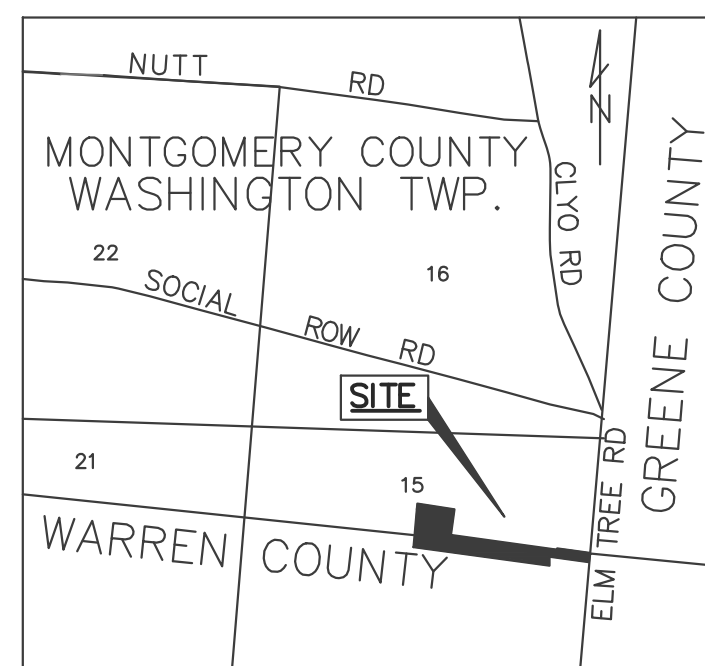 NUTT RD
N
MONTGOMERY COUNTY
WASHINGTON TWP.
CLYO RD
GREENE COUNTY
22
16
SOCIAL ROW RD
SITE
21
15
ELM TREE RD
WARREN COUNTY